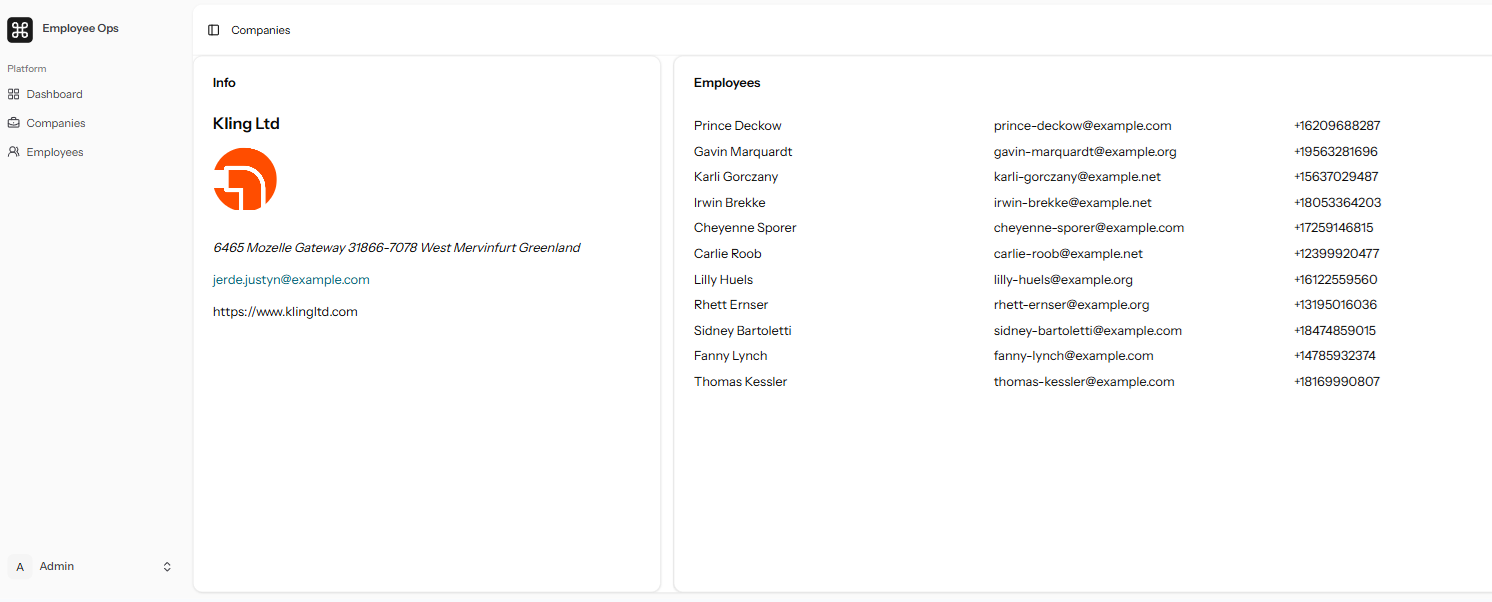 Employee Ops
Platform
Dashboard
Companies
Employees
A Admin
Companies
Info
Kling Ltd
6465 Mozelle Gateway 31866-7078 West Mervinfurt Greenland
jerde.justyn@example.com
https://www.klingltd.com
Employees
Prince Deckow prince-deckow@example.com +16209688287
Gavin Marquardt gavin-marquardt@example.org +19563281696
Karli Gorczany karli-gorczany@example.net +15637029487
Irwin Brekke irwin-brekke@example.net +18053364203
Cheyenne Sporer cheyenne-sporer@example.com +17259146815
Carlie Roob carlie-roob@example.net +12399920477
Lilly Huels lilly-huels@example.org +16122559560
Rhett Ernser rhett-ernser@example.org +13195016036
Sidney Bartoletti sidney-bartoletti@example.com +18474859015
Fanny Lynch fanny-lynch@example.com +14785932374
Thomas Kessler thomas-kessler@example.com +18169990807